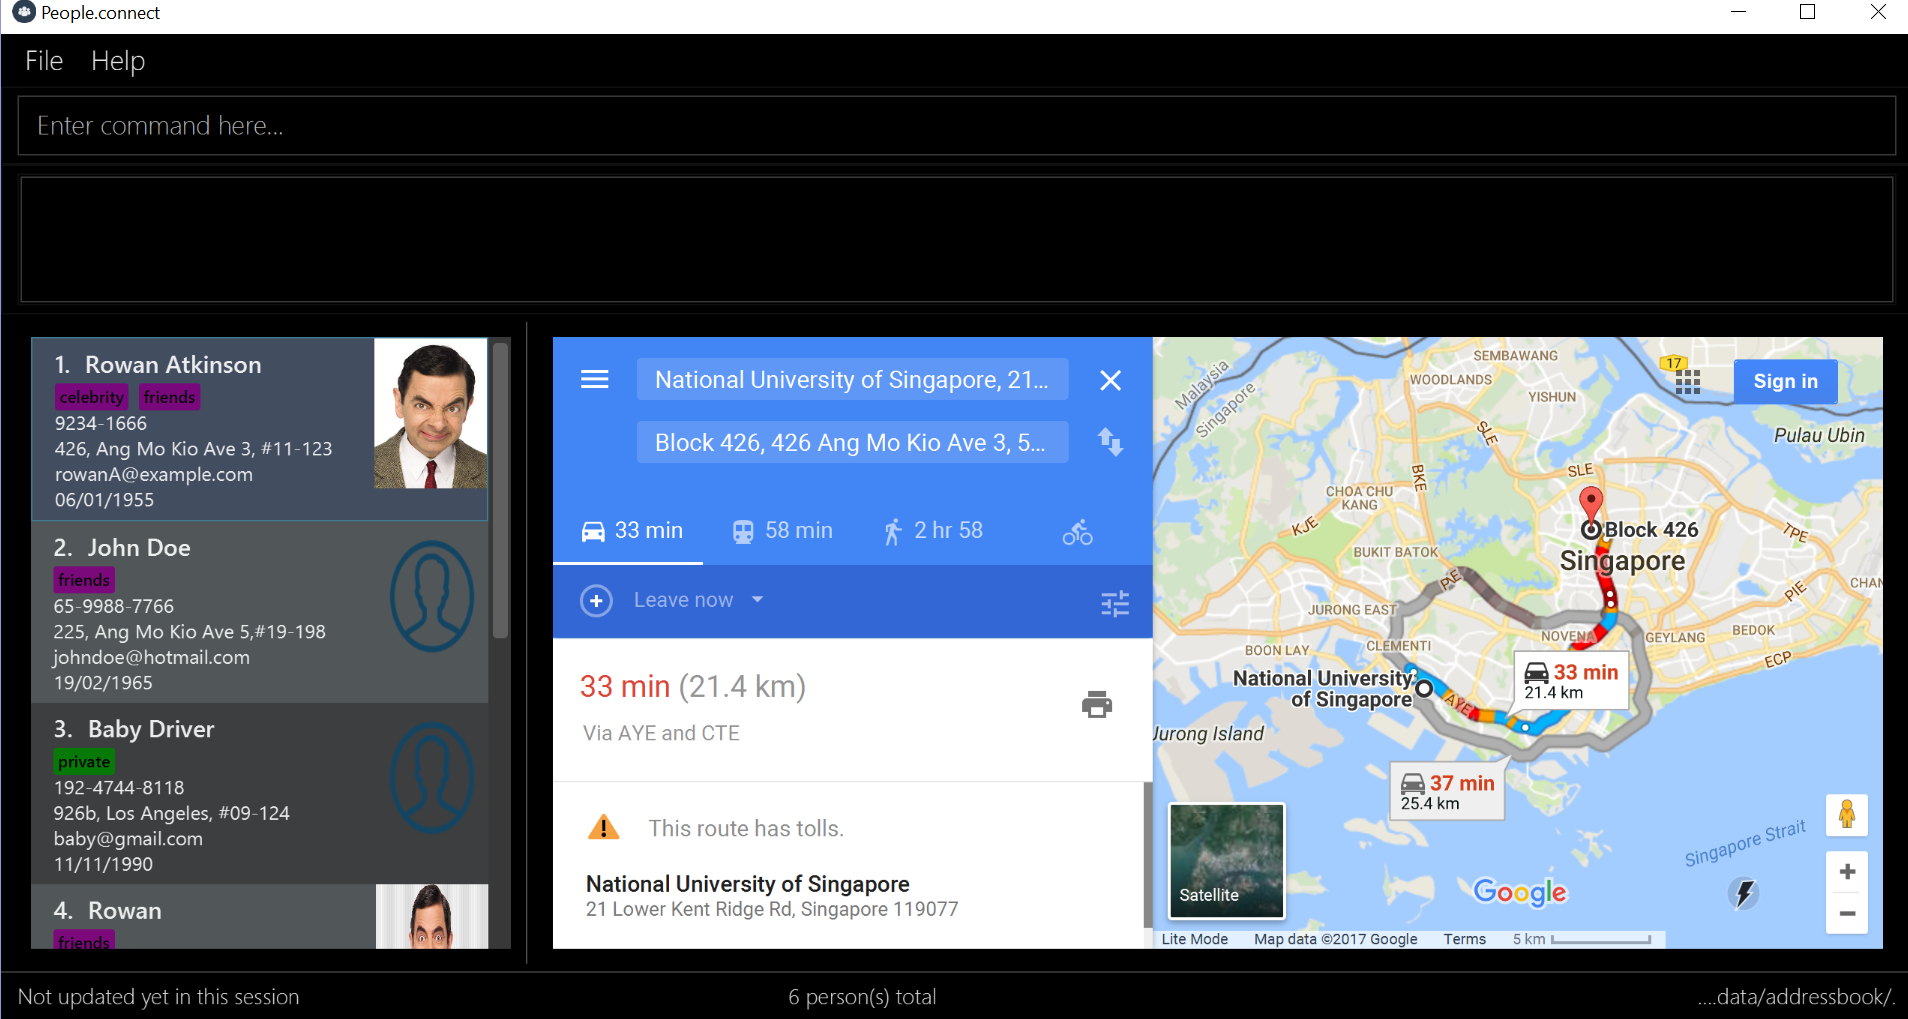 People.connect
File Help
Enter command here...
1. Rowan Atkinson
celebrity friends
9234-1666
426, Ang Mo Kio Ave 3, #11-123
rowanA@example.com
06/01/1955
2. John Doe
friends
65-9988-7766
225, Ang Mo Kio Ave 5,#19-198
johndoe@hotmail.com
19/02/1965
3. Baby Driver
private
192-4744-8118
926b, Los Angeles, #09-124
baby@gmail.com
11/11/1990
4. Rowan
friends
National University of Singapore, 21...
Block 426, 426 Ang Mo Kio Ave 3, 5...
33 min 58 min 2 hr 58
Leave now
33 min (21.4 km)
Via AYE and CTE
This route has tolls.
National University of Singapore
21 Lower Kent Ridge Rd, Singapore 119077
SEMBAWANG
17
Sign in
WOODLANDS
YISHUN
Malaysia
Singapore
SLE
Pulau Ubin
BKE
SLE
CHOA CHU
KANG
KJE
Block 426
TPE
Singapore
BUKIT BATOK
PIE
PIE
CHAN
JURONG EAST
NOVENA
GEYLANG
BEDOK
BOON LAY
CLEMENTI
ECP
National University
of Singapore
33 min
21.4 km
AYE
Jurong Island
37 min
25.4 km
Singapore Strait
Satellite
Google
Lite Mode Map data ©2017 Google Terms 5 km
Not updated yet in this session
6 person(s) total
....data/addressbook/.